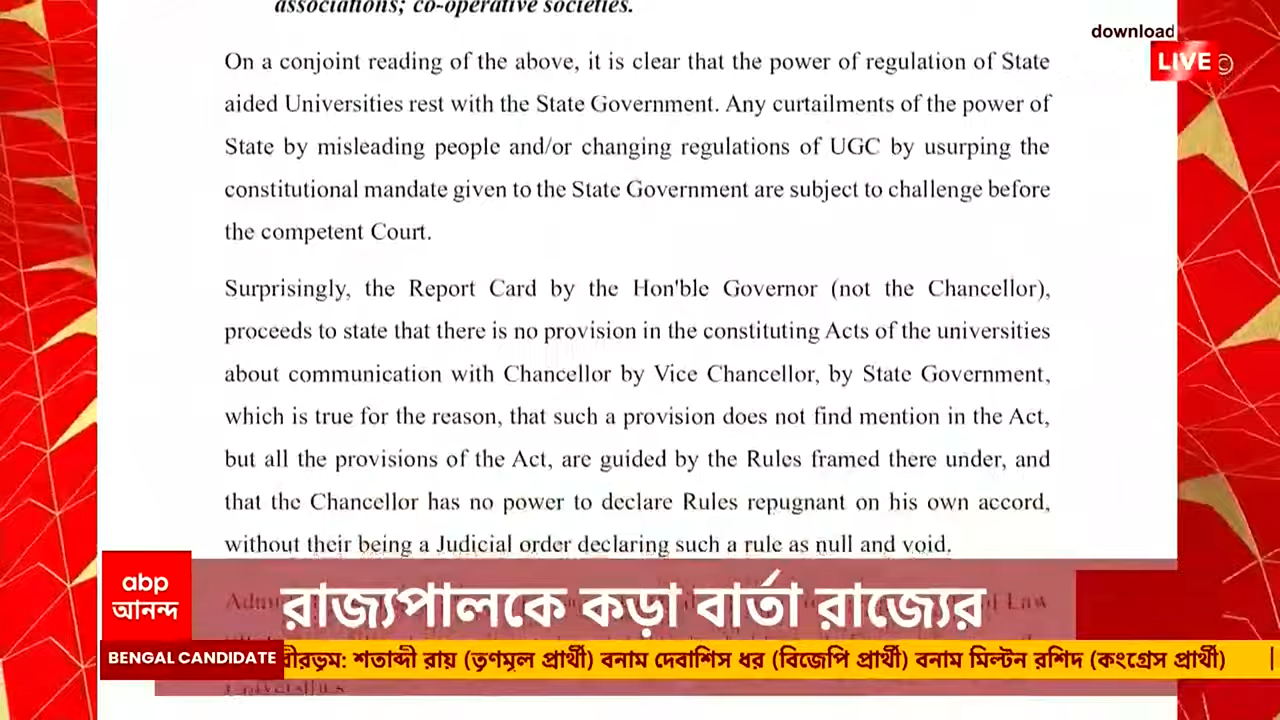 associations; co-operative societies.
download
LIVE
On a conjoint reading of the above, it is clear that the power of regulation of State
aided Universities rest with the State Government. Any curtailments of the power of
State by misleading people and/or changing regulations of UGC by usurping the
constitutional mandate given to the State Government are subject to challenge before
the competent Court.
Surprisingly, the Report Card by the Hon'ble Governor (not the Chancellor),
proceeds to state that there is no provision in the constituting Acts of the universities
about communication with Chancellor by Vice Chancellor, by State Government,
which is true for the reason, that such a provision does not find mention in the Act,
but all the provisions of the Act, are guided by the Rules framed there under, and
that the Chancellor has no power to declare Rules repugnant on his own accord,
without their being a Judicial order declaring such a rule as null and void.
Law
abp
আনন্দ
রাজ্যপালকে কড়া বার্তা রাজ্যের
BENGAL CANDIDATE
বীরভূম: শতাব্দী রায় (তৃণমূল প্রার্থী) বনাম দেবাশিস ধর (বিজেপি প্রার্থী) বনাম মিল্টন রশিদ (কংগ্রেস প্রার্থী)